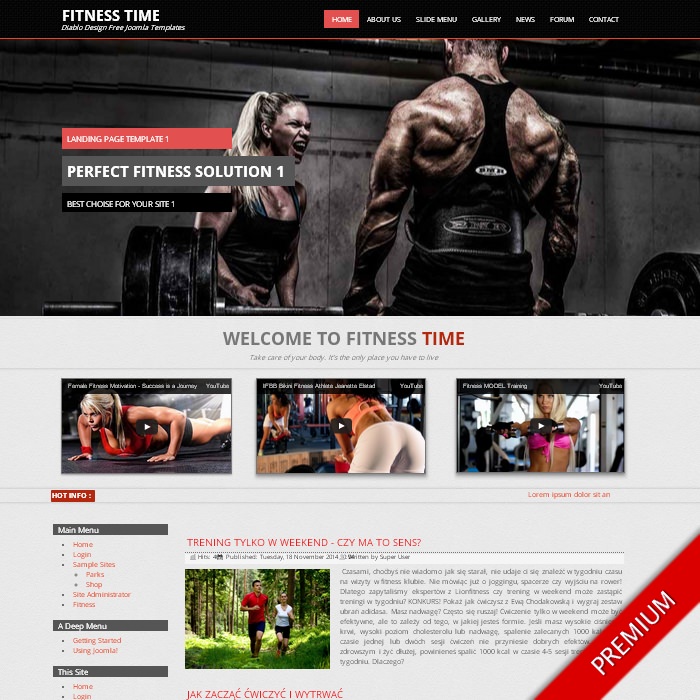 FITNESS TIME
Diablo Design Free Joomla Templates
HOME ABOUT US SLIDE MENU GALLERY NEWS FORUM CONTACT
LANDING PAGE TEMPLATE 1
PERFECT FITNESS SOLUTION 1
BEST CHOISE FOR YOUR SITE 1
WELCOME TO FITNESS TIME
Take care of your body. It's the only place you have to live
Female Fitness Motivation - Success is a Journey YouTube
IFBB Bikini Fitness Athlete Jeanette Elstad YouTube
Fitness MODEL Training YouTube
HOT INFO :
Lorem ipsum dolor sit an
Main Menu
Home
Login
Sample Sites
Parks
Shop
Site Administrator
Fitness
A Deep Menu
Getting Started
Using Joomla!
This Site
Home
Login
TRENING TYLKO W WEEKEND - CZY MA TO SENS?
Hits: Published: Tuesday, 18 November 2014 Written by Super User
Czasami, choćbyś nie wiadomo jak się starał, nie udaje ci się znaleźć w tygodniu czasu
na wizyty w fitness klubie. Nie mówiąc już o joggingu, spacerze czy wyjściu na rower!
Dlatego zapytaliśmy ekspertów z Lionfitness czy trening w weekend może zastąpić
treningi w tygodniu? KONKURS! Pokaż jak ćwiczysz z Ewą Chodakowską i wygraj zestaw
ubrań adidasa. Masz nadwagę? Często się ruszaj! Ćwiczenie tylko w weekend może być
efektywne, ale to zależy od tego, w jakiej jesteś formie. Jeśli masz wysokie
krwi, wysoki poziom cholesterolu lub nadwagę, spalenie zalecanych 1000
czasie jednej lub dwóch sesji ćwiczeń nie przyniesie dobrych
zdrowszym i żyć dłużej, powinieneś spalić 1000 kcal w czasie 4-5 sesji
tygodniu. Dlaczego?
JAK ZACZĄĆ ĆWICZYĆ I WYTRWAĆ
PREMIUM